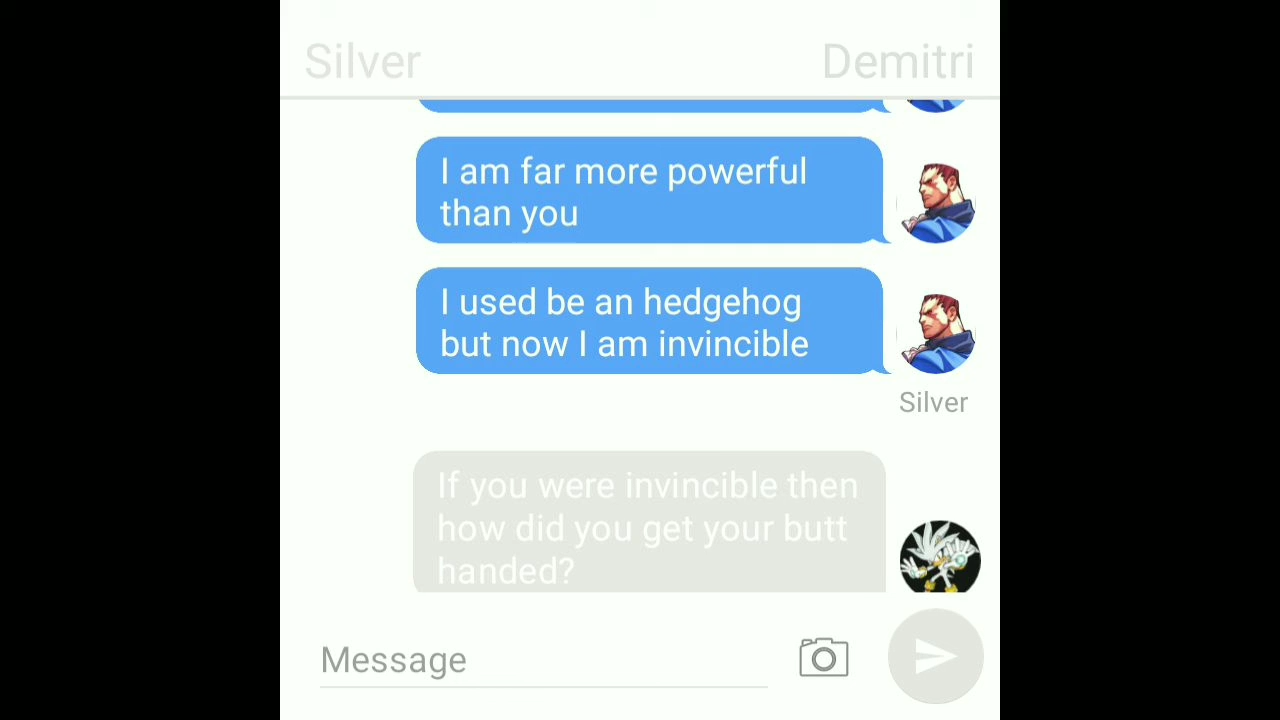 Silver
Demitri
I am far more powerful
than you
I used be an hedgehog
but now I am invincible
Silver
If you were invincible then
how did you get your butt
handed?
Message